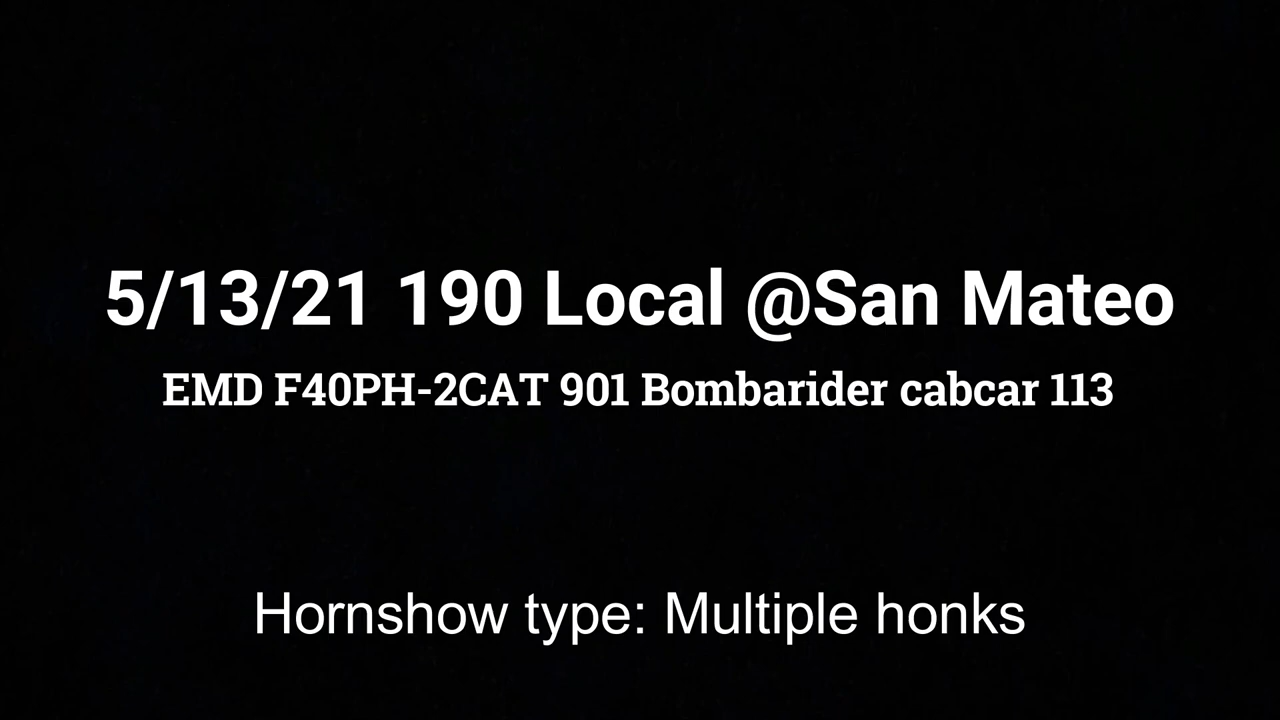 5/13/21 190 Local @San Mateo
EMD F40PH-2CAT 901 Bombarider cabcar 113
Hornshow type: Multiple honks